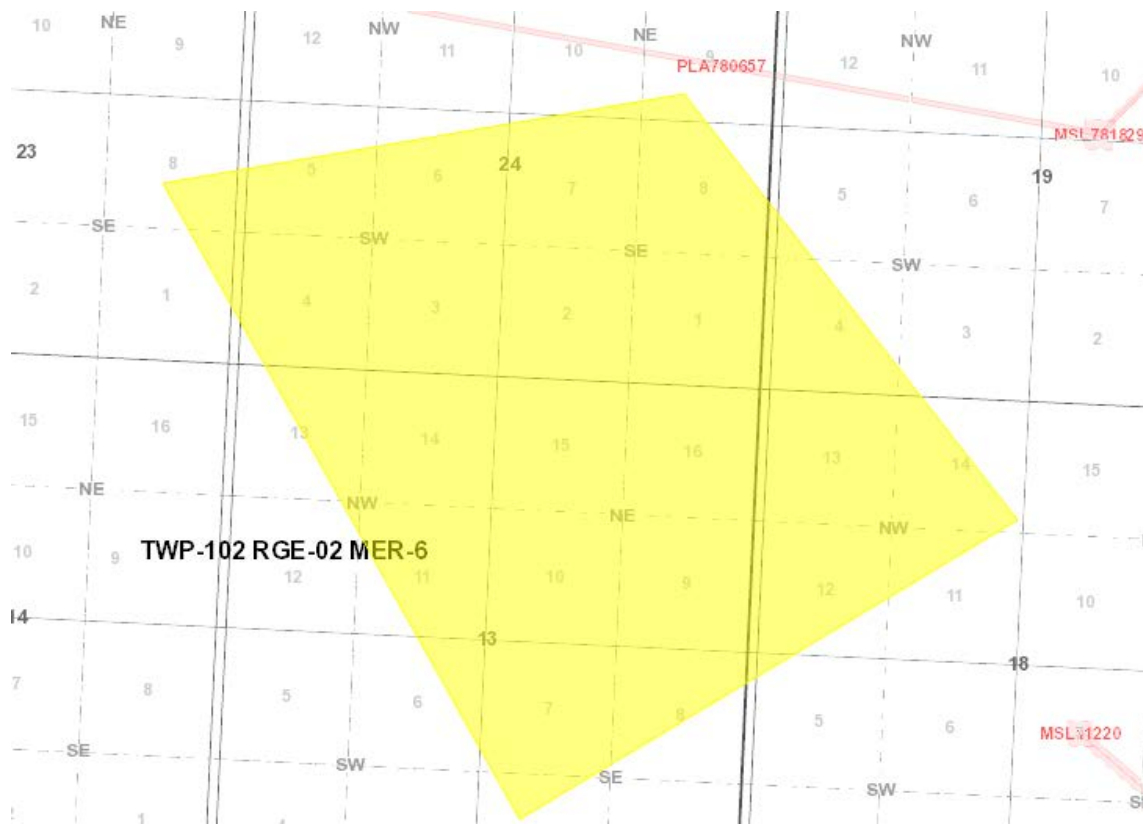 10 NE 9 12 NW 11 10 NE 9 12 NW 11 10
PLA780657
MSL781829
23 8 5 6 24 7 8 5 6 19 7
SE SW SE SW
2 1 4 3 2 1 4 3 2
15 16 13 14 15 16 13 14 15
NE NW NE NW
TWP-102 RGE-02 MER-6
10 9 12 11 10 9 12 11 10
14 13 18
7 8 5 6 7 8 5 6
MSL11220
SE SW SE SW
1